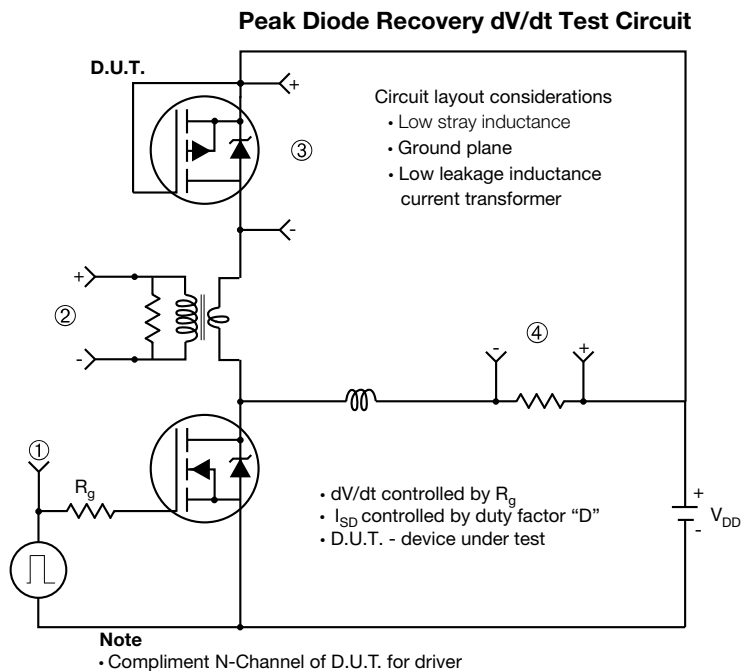 Peak Diode Recovery dV/dt Test Circuit
D.U.T.
+
Circuit layout considerations
• Low stray inductance
• Ground plane
• Low leakage inductance
current transformer
③
-
+
②
-
④
-
+
①
Rg
• dV/dt controlled by Rg
• ISD controlled by duty factor “D”
• D.U.T. - device under test
+
VDD
-
Note
• Compliment N-Channel of D.U.T. for driver